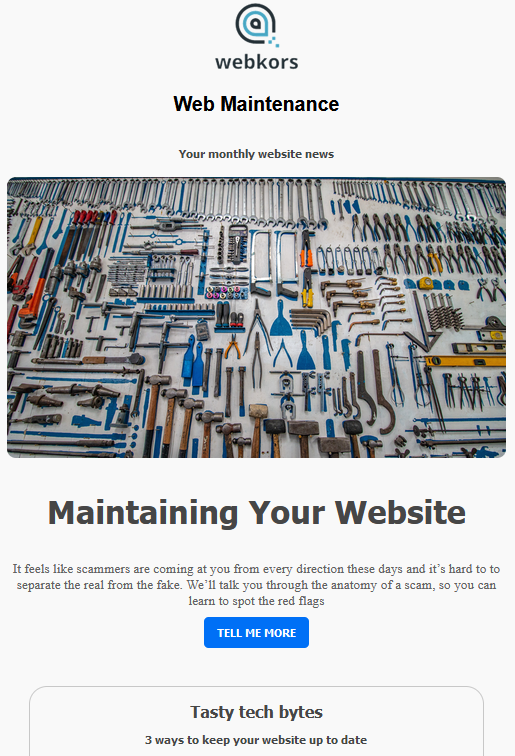 webkors
Web Maintenance
Your monthly website news
Maintaining Your Website
It feels like scammers are coming at you from every direction these days and it's hard to to
separate the real from the fake. We'll talk you through the anatomy of a scam, so you can
learn to spot the red flags
TELL ME MORE
Tasty tech bytes
3 ways to keep your website up to date